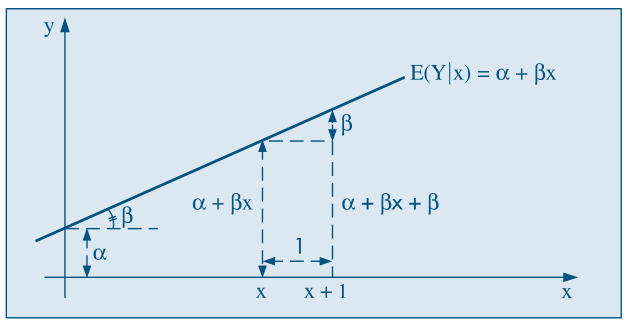 y
E(Y|x) = α + βx
β
α + βx
α + βx + β
β
α
1
x
x + 1
x